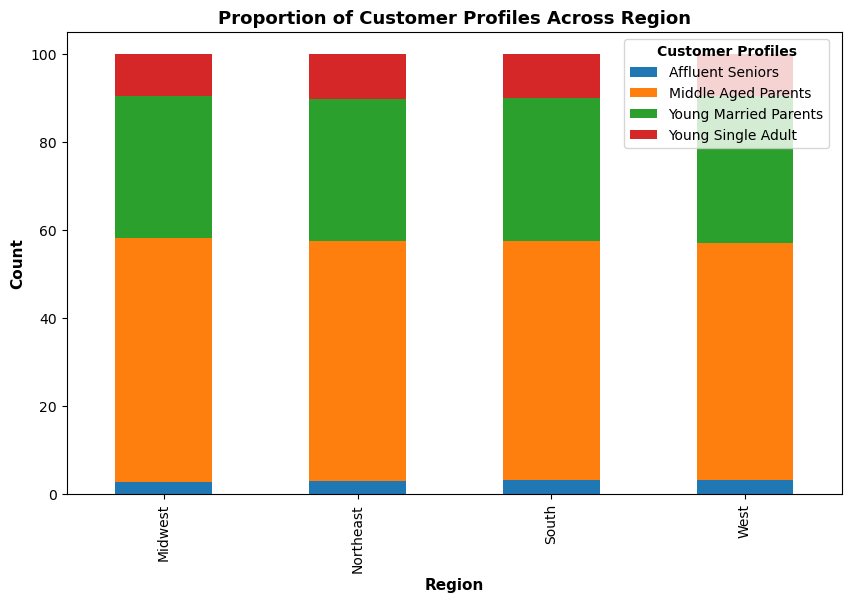 Proportion of Customer Profiles Across Region
Customer Profiles
Affluent Seniors
Middle Aged Parents
Young Married Parents
Young Single Adult
Count
100
80
60
40
20
0
Midwest
Northeast
South
West
Region